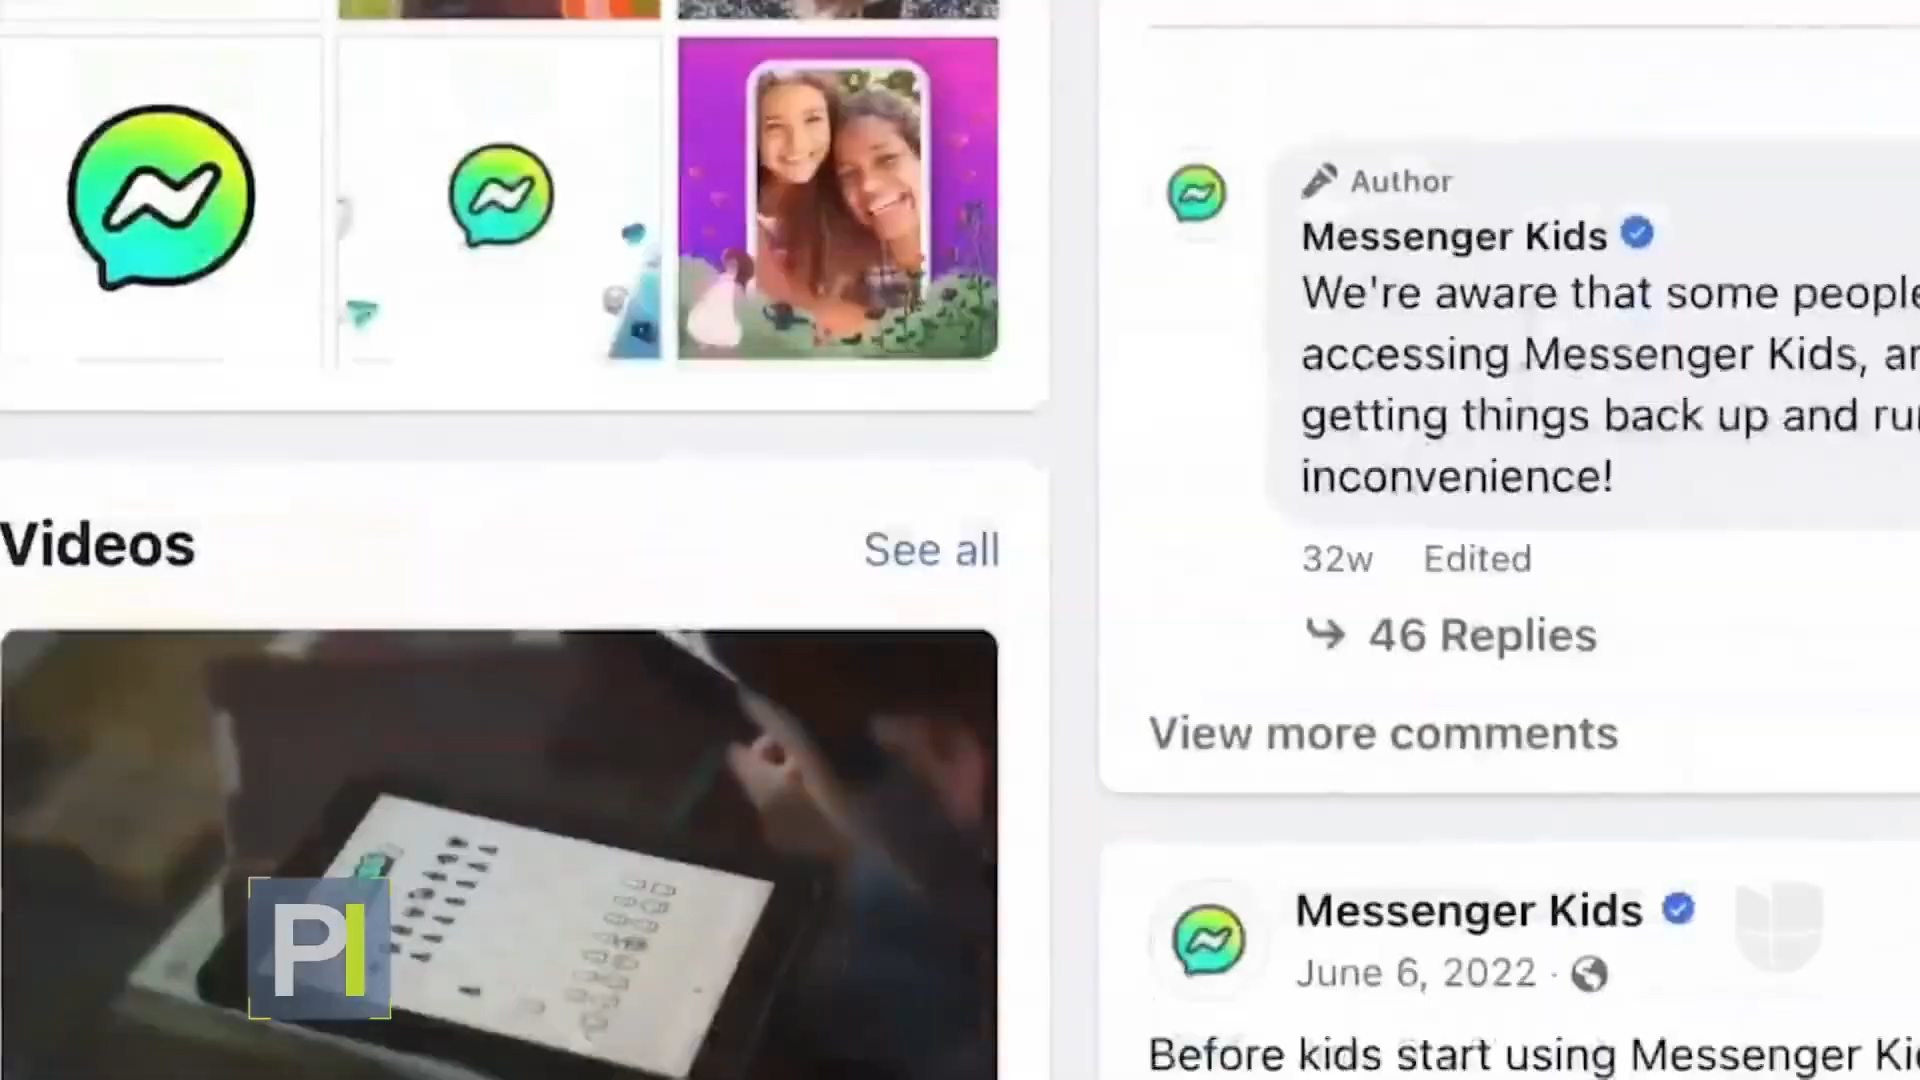 Author
Messenger Kids
We're aware that some people
accessing Messenger Kids,
getting things back up and
inconvenience!
32w Edited
46 Replies
View more comments
Videos
See all
PI
Messenger Kids
June 6, 2022 ·
Before kids start using Messenger